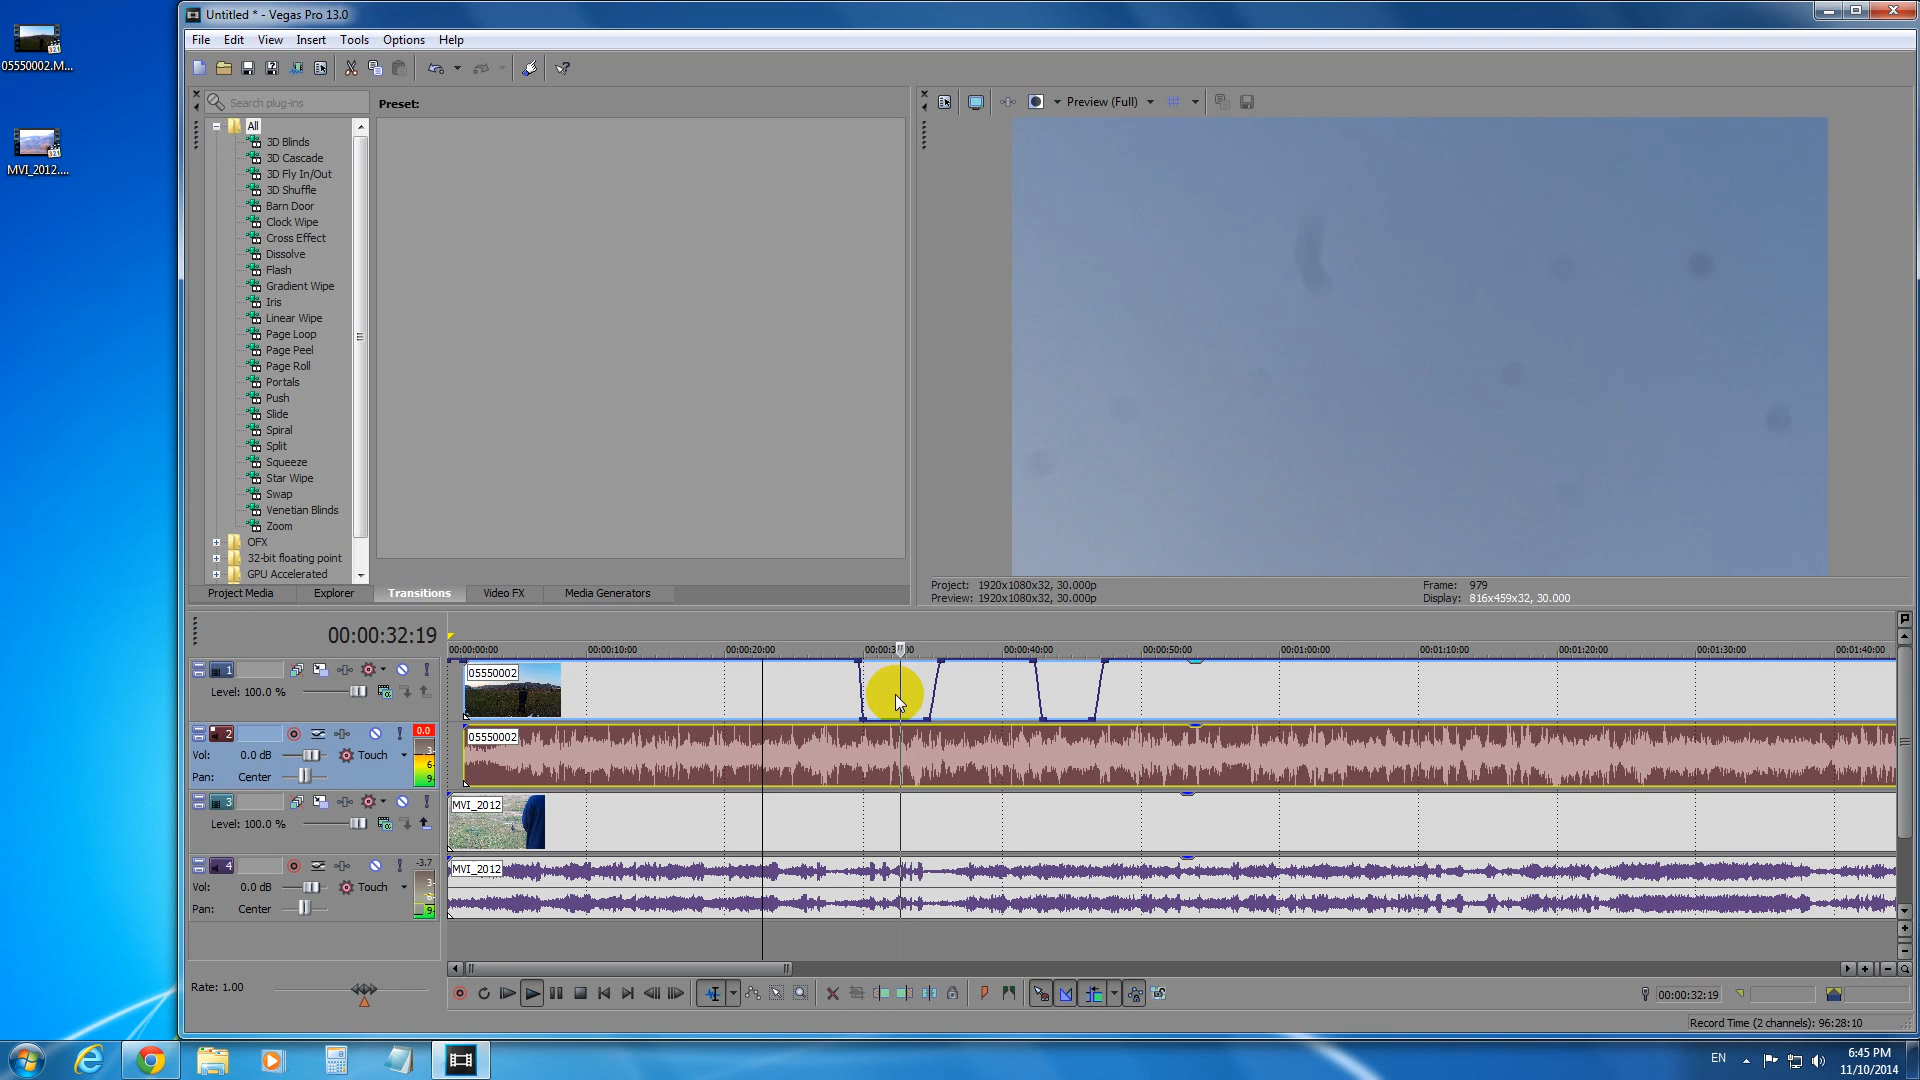 Untitled * - Vegas Pro 13.0
05550002.M...
MVI_2012....
File Edit View Insert Tools Options Help
Search plug-ins
Preset:
Preview (Full)
All
3D Blinds
3D Cascade
3D Fly In/Out
3D Shuffle
Barn Door
Clock Wipe
Cross Effect
Dissolve
Flash
Gradient Wipe
Iris
Linear Wipe
Page Loop
Page Peel
Page Roll
Portals
Push
Slide
Spiral
Split
Squeeze
Star Wipe
Swap
Venetian Blinds
Zoom
OFX
32-bit floating point
GPU Accelerated
Project Media Explorer Transitions Video FX Media Generators
Project: 1920x1080x32, 30.000p Frame: 979
Preview: 1920x1080x32, 30.000p Display: 816x459x32, 30.000
00:00:32:19
00:00:00:00 00:00:10:00 00:00:20:00 00:00:40:00 00:00:50:00 00:01:00:00 00:01:10:00 00:01:20:00 00:01:30:00 00:01:40:00
1
05550002
Level: 100.0 %
2
0.0
05550002
Vol: 0.0 dB Touch
3
6
9
Pan: Center
3
MVI_2012
Level: 100.0 %
4
-3.7
MVI_2012
Vol: 0.0 dB Touch
3
6
9
Pan: Center
Rate: 1.00
00:00:32:19
Record Time (2 channels): 96:28:10
EN
6:45 PM
11/10/2014